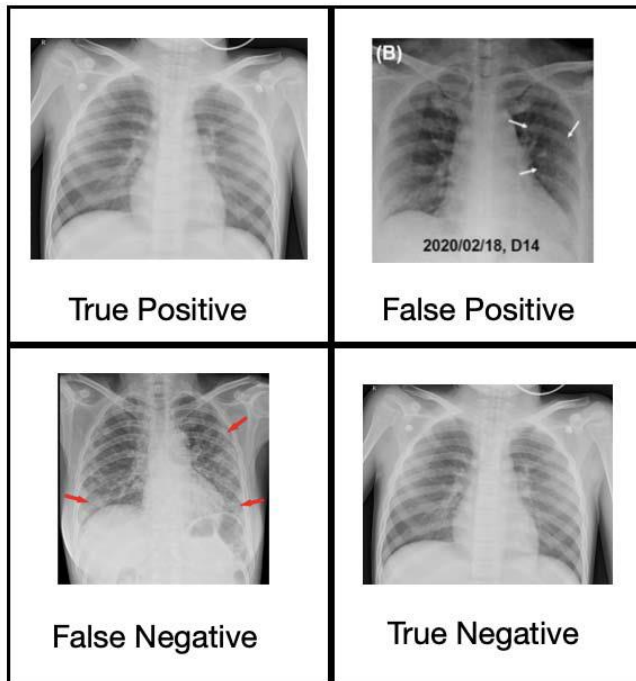 (B)
2020/02/18, D14
True Positive
False Positive
False Negative
True Negative